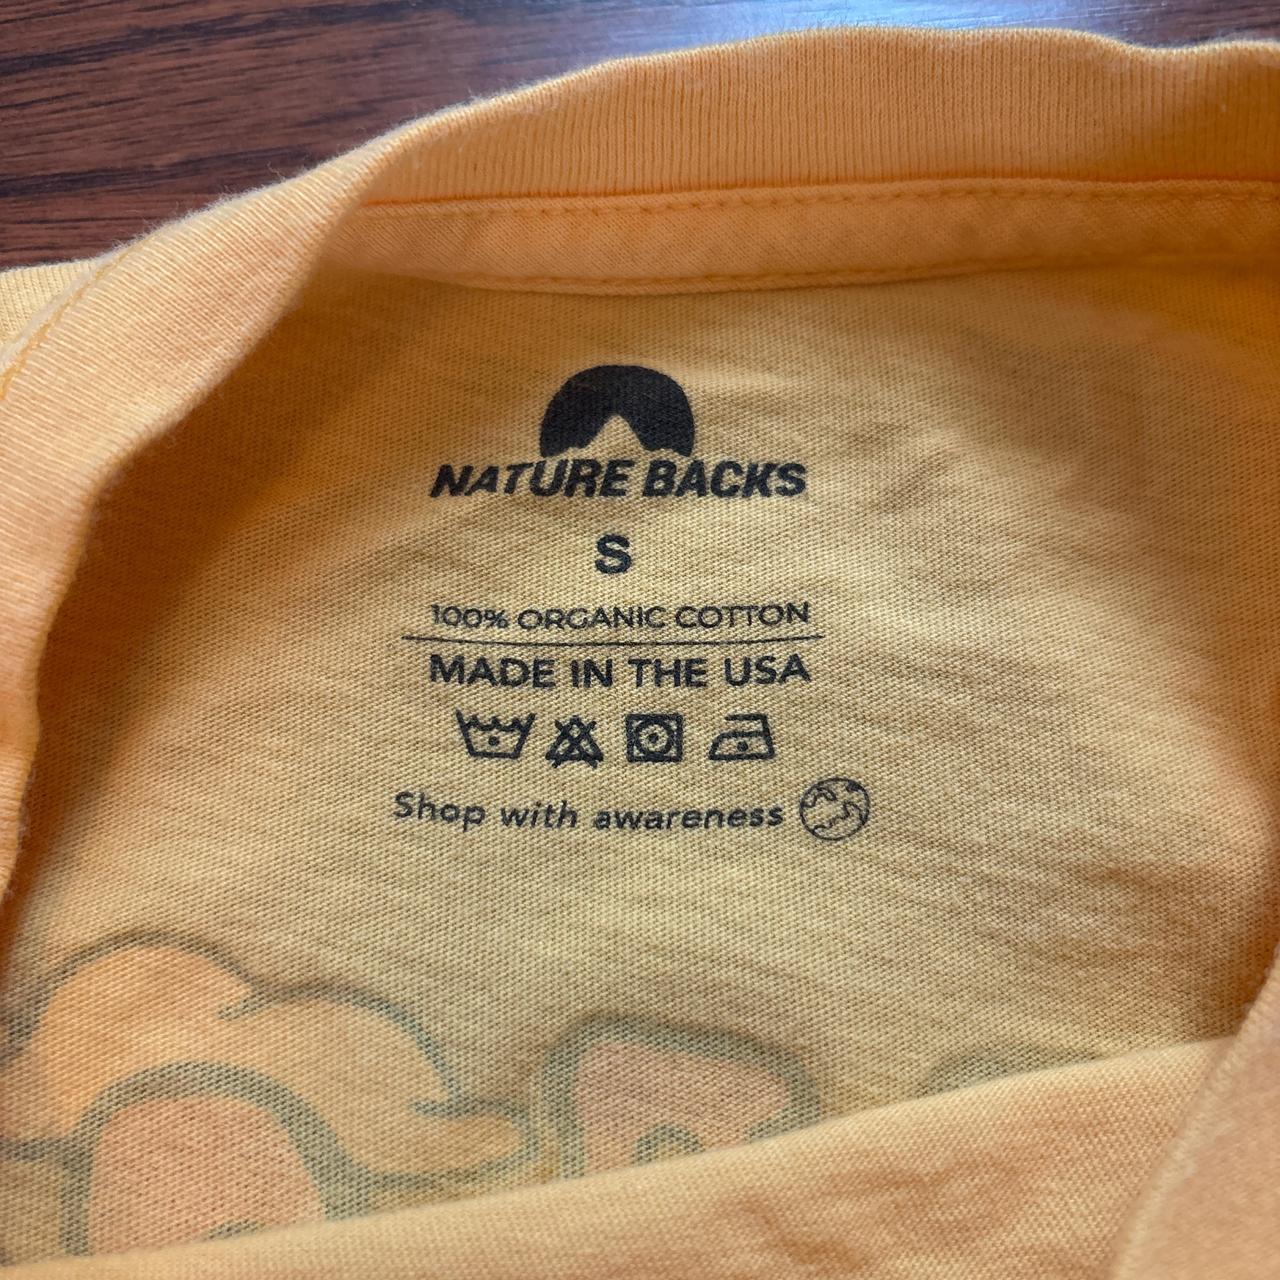 NATURE BACKS
S
100% ORGANIC COTTON
MADE IN THE USA
Shop with awareness